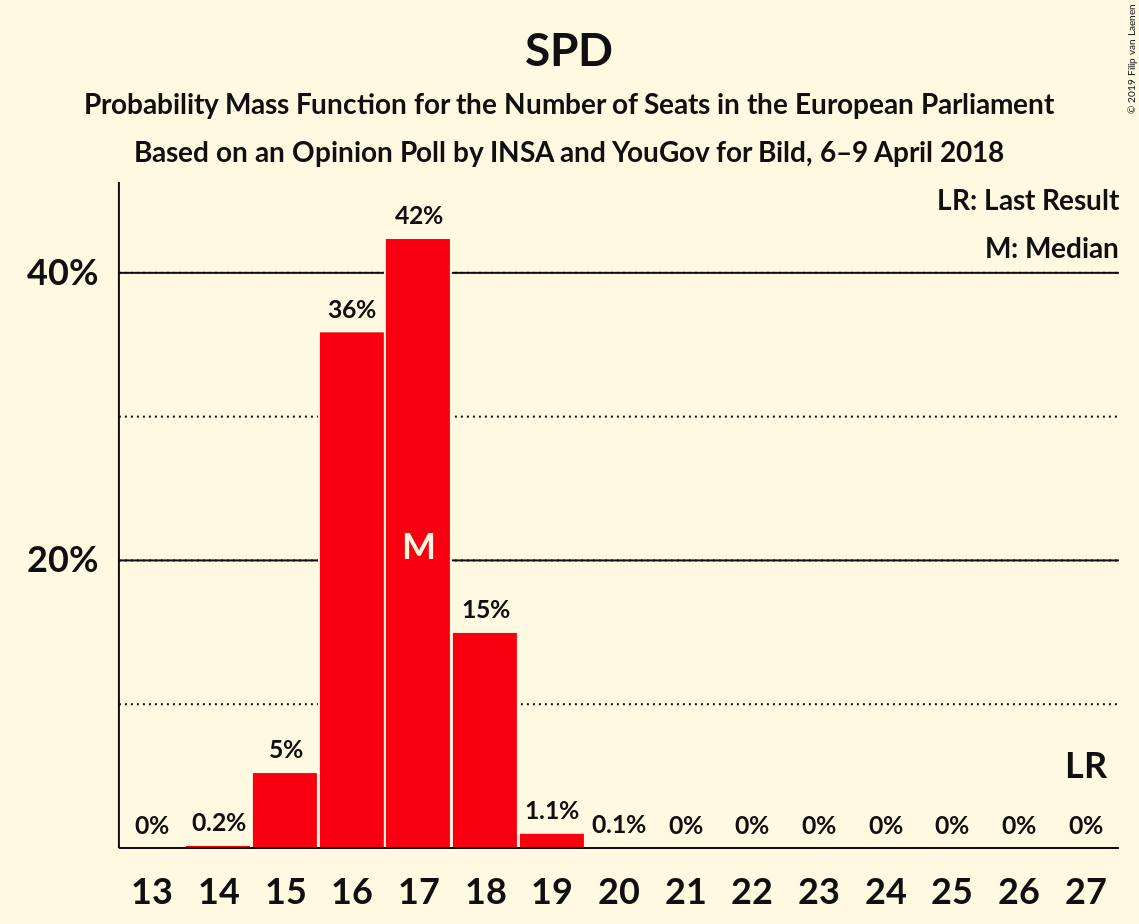 SPD
Probability Mass Function for the Number of Seats in the European Parliament
Based on an Opinion Poll by INSA and YouGov for Bild, 6–9 April 2018
© 2019 Filip van Laenen
LR: Last Result
M: Median
42%
40%
36%
M
20%
15%
5%
LR
0% 0.2% 1.1% 0.1% 0% 0% 0% 0% 0% 0% 0%
13 14 15 16 17 18 19 20 21 22 23 24 25 26 27